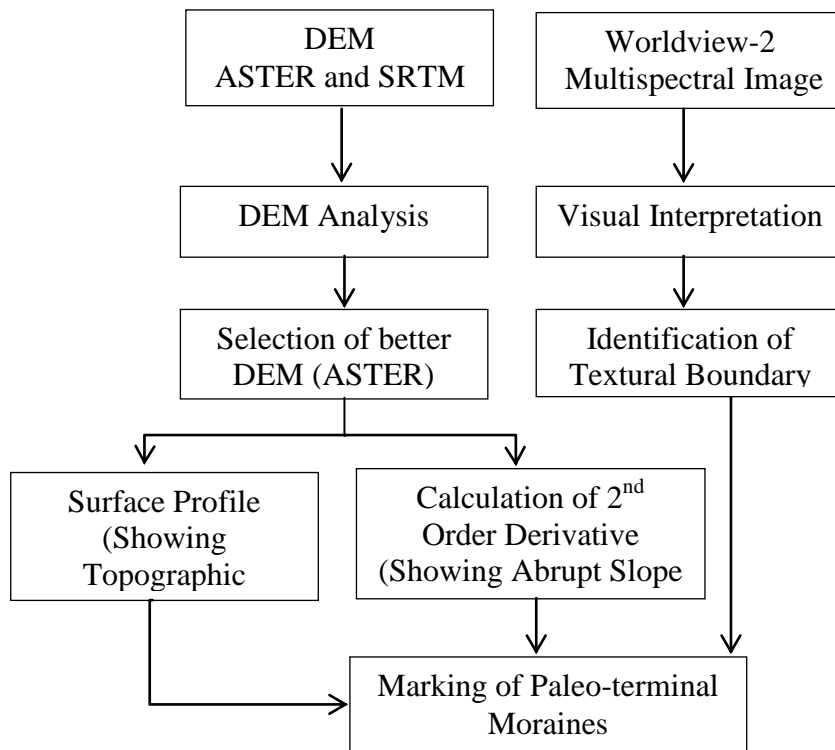 DEM
ASTER and SRTM
Worldview-2
Multispectral Image
DEM Analysis
Visual Interpretation
Selection of better
DEM (ASTER)
Identification of
Textural Boundary
Surface Profile
(Showing
Topographic
Calculation of 2nd
Order Derivative
(Showing Abrupt Slope
Marking of Paleo-terminal
Moraines